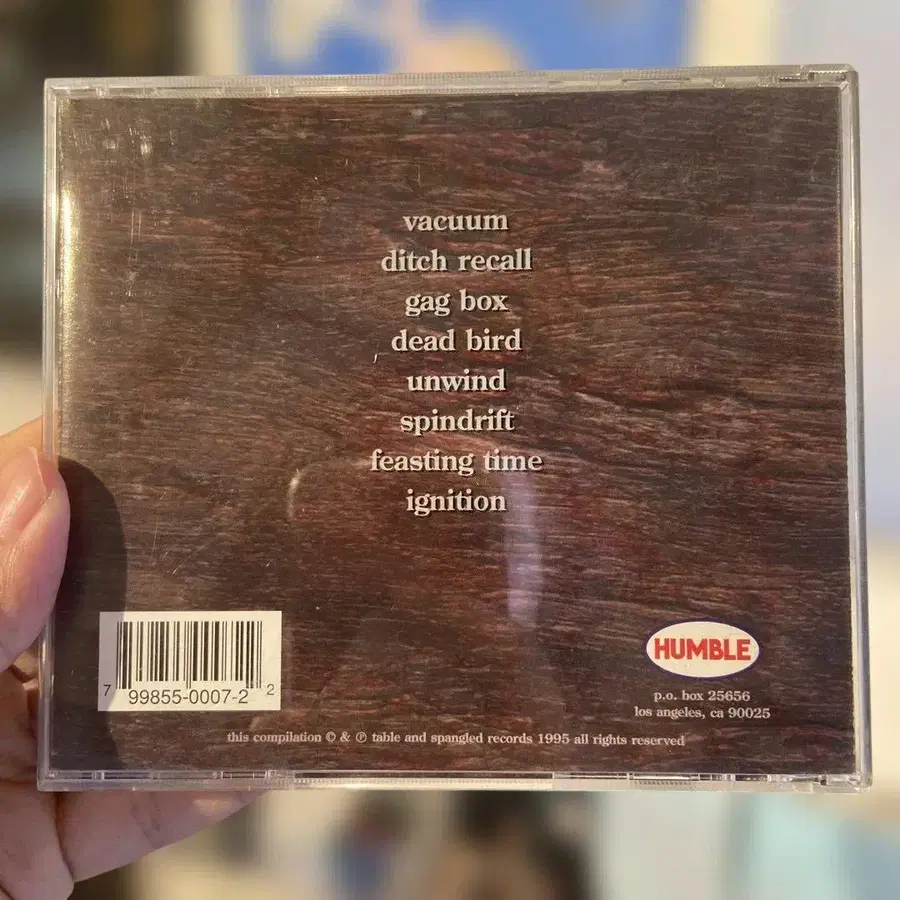 vacuum
ditch recall
gag box
dead bird
unwind
spindrift
feasting time
ignition
HUMBLE
p.o. box 25656
los angeles, ca 90025
7 99855-0007-2 2
this compilation © & ℗ table and spangled records 1995 all rights reserved